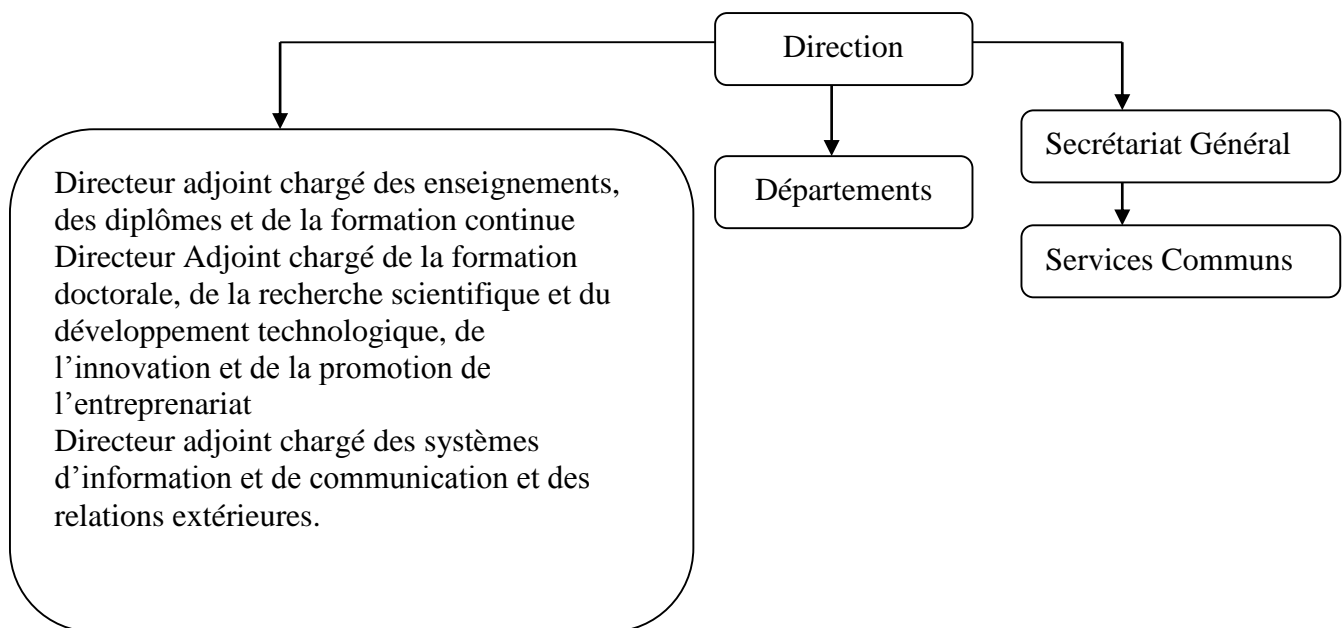 Direction
Secrétariat Général
Départements
Services Communs
Directeur adjoint chargé des enseignements,
des diplômes et de la formation continue
Directeur Adjoint chargé de la formation
doctorale, de la recherche scientifique et du
développement technologique, de
l’innovation et de la promotion de
l’entreprenariat
Directeur adjoint chargé des systèmes
d’information et de communication et des
relations extérieures.